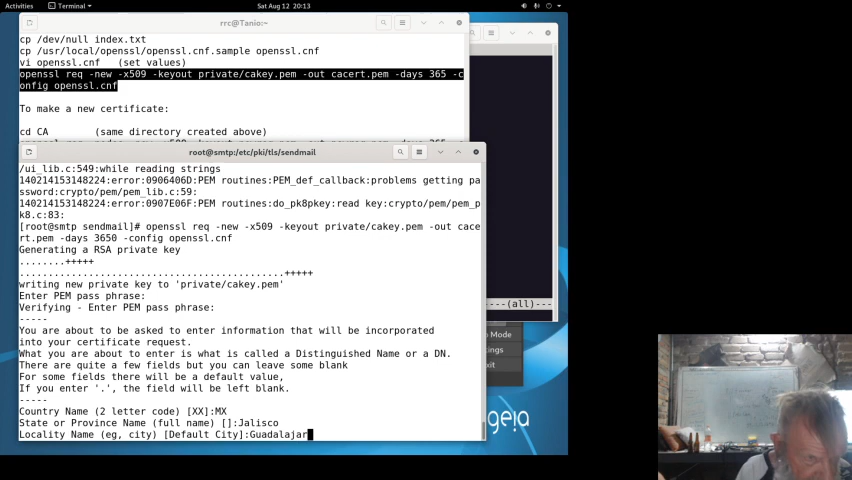 Activities
Terminal
Sat Aug 12 20:13
rrc@Tanio:~
cp /dev/null index.txt
cp /usr/local/openssl/openssl.cnf.sample openssl.cnf
vi openssl.cnf (set values)
openssl req -new -x509 -keyout private/cakey.pem -out cacert.pem -days 365 -c
onfig openssl.cnf
To make a new certificate:
cd CA (same directory created above)
root@smtp:/etc/pki/tls/sendmail
/ui_lib.c:549:while reading strings
140214153148224:error:0906406D:PEM routines:PEM_def_callback:problems getting pa
ssword:crypto/pem/pem_lib.c:59:
140214153148224:error:0907E06F:PEM routines:do_pk8pkey:read key:crypto/pem/pem_p
k8.c:83:
[root@smtp sendmail]# openssl req -new -x509 -keyout private/cakey.pem -out cace
rt.pem -days 3650 -config openssl.cnf
Generating a RSA private key
........+++++
..............................................+++++
writing new private key to 'private/cakey.pem'
Enter PEM pass phrase:
Verifying - Enter PEM pass phrase:
-----
You are about to be asked to enter information that will be incorporated
into your certificate request.
What you are about to enter is what is called a Distinguished Name or a DN.
There are quite a few fields but you can leave some blank
For some fields there will be a default value,
If you enter '.', the field will be left blank.
-----
Country Name (2 letter code) [XX]:MX
State or Province Name (full name) []:Jalisco
Locality Name (eg, city) [Default City]:Guadalajar
----(all)----
Mode
tings
xit
geia